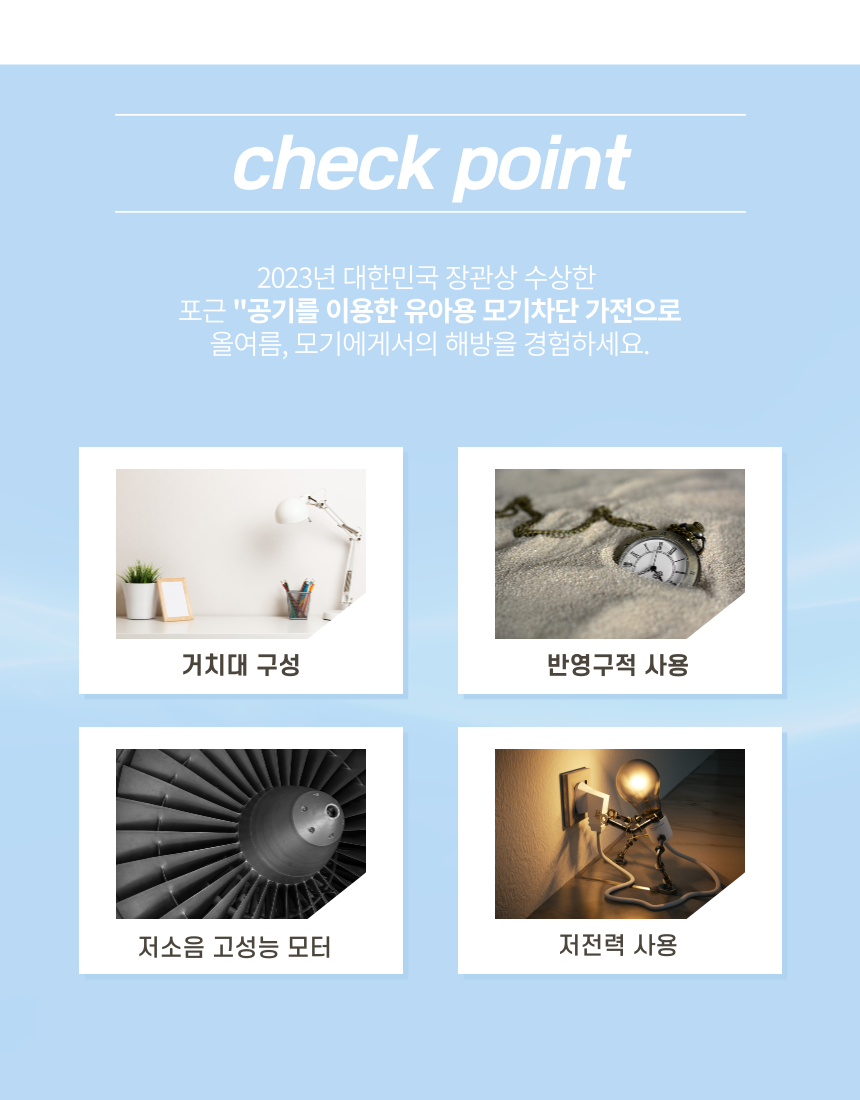 check point
2023년 대한민국 장관상 수상한
포근 "공기를 이용한 유아용 모기차단 가전으로
올여름, 모기에게서의 해방을 경험하세요.
거치대 구성
반영구적 사용
저소음 고성능 모터
저전력 사용